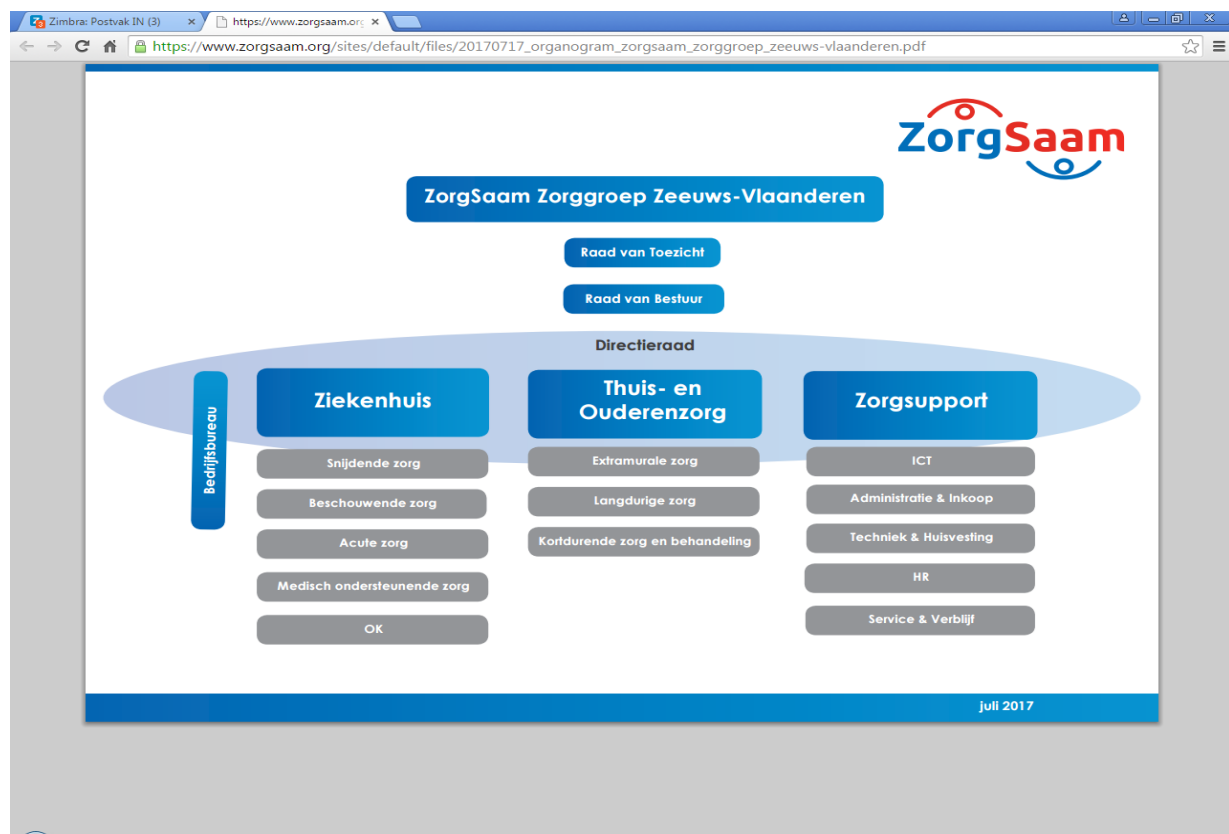 Zimbra: Postvak IN (3)
https://www.zorgsaam.org
https://www.zorgsaam.org/sites/default/files/20170717_organogram_zorgsaam_zorggroep_zeeuws-vlaanderen.pdf
ZorgSaam
ZorgSaam Zorggroep Zeeuws-Vlaanderen
Raad van Toezicht
Raad van Bestuur
Directieraad
Bedrijfsbureau
Ziekenhuis
Snijdende zorg
Beschouwende zorg
Acute zorg
Medisch ondersteunende zorg
OK
Thuis- en
Ouderenzorg
Extramurale zorg
Langdurige zorg
Kortdurende zorg en behandeling
Zorgsupport
ICT
Administratie & Inkoop
Techniek & Huisvesting
HR
Service & Verblijf
juli 2017